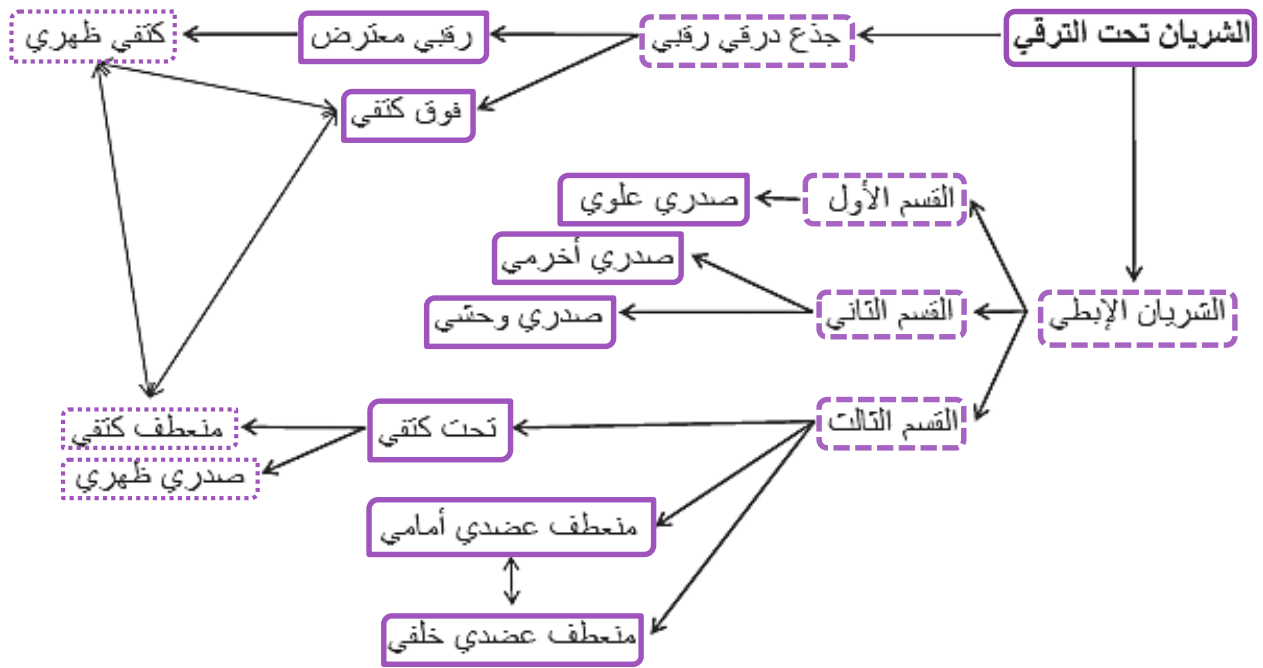 الشريان تحت الترقي
جذع درقي رقبي
رقبي معترض
كتفي ظهري
فوق كتفي
القسم الأول
صدري علوي
صدري أخرمي
الشريان الإبطي
القسم الثاني
صدري وحشي
القسم الثالث
تحت كتفي
منعطف كتفي
صدري ظهري
منعطف عضدي أمامي
منعطف عضدي خلفي